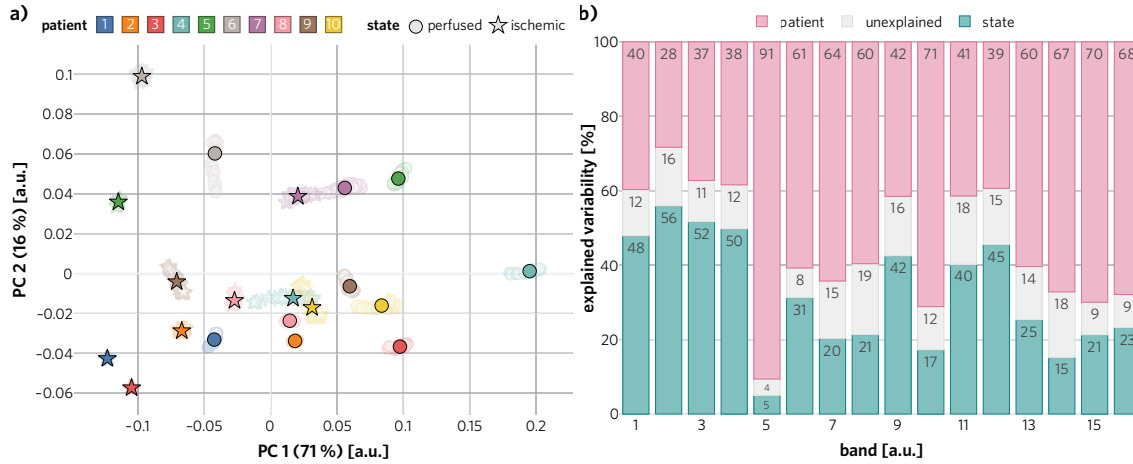 a)
patient 1 2 3 4 5 6 7 8 9 10 state perfused ischemic
0.1
0.08
0.06
0.04
0.02
0
-0.02
-0.04
-0.06
PC 2 (16 %) [a.u.]
-0.1 -0.05 0 0.05 0.1 0.15 0.2
PC 1 (71 %) [a.u.]
b)
patient unexplained state
100
80
60
40
20
0
explained variability [%]
40 28 37 38 91 61 64 60 42 71 41 39 60 67 70 68
12 16 11 12 4 8 15 19 16 12 18 15 14 18 9 9
48 56 52 50 5 31 20 21 42 17 40 45 25 15 21 23
1 3 5 7 9 11 13 15
band [a.u.]